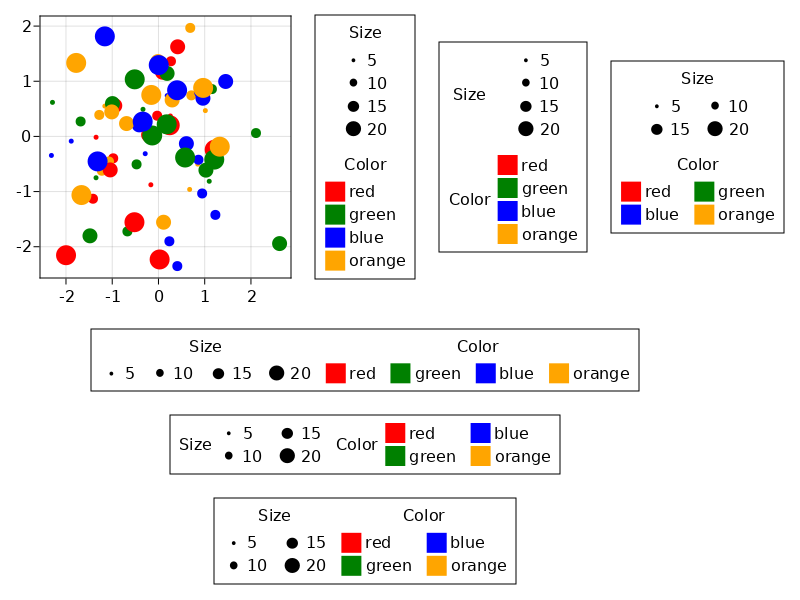 2
1
0
-1
-2
-2 -1 0 1 2
Size
5
10
15
20
Color
red
green
blue
orange
Size
5
10
15
20
Color
red
green
blue
orange
Size
5 10
15 20
Color
red green
blue orange
Size Color
5 10 15 20 red green blue orange
Size 5 15 Color red blue
10 20 green orange
Size Color
5 15 red blue
10 20 green orange